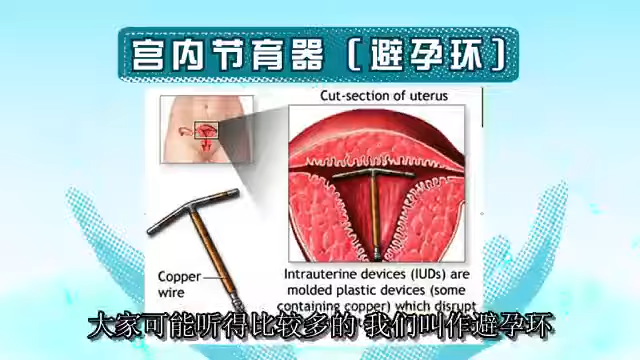 宫内节育器〔避孕环〕
Cut-section of uterus
Copper
wire
Intrauterine devices (IUDs) are
molded plastic devices (some
containing copper) which disrupt
大家可能听得比较多的 我们叫作避孕环